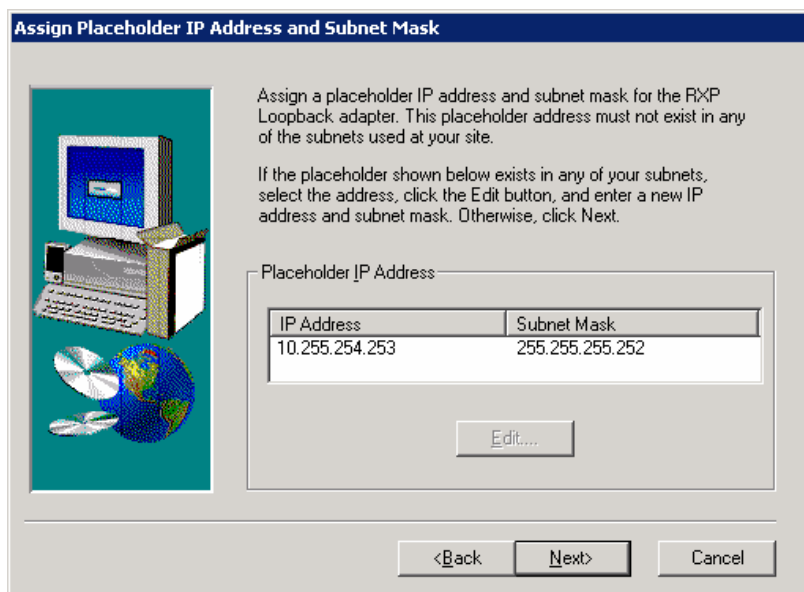 Assign Placeholder IP Address and Subnet Mask
Assign a placeholder IP address and subnet mask for the RXP
Loopback adapter. This placeholder address must not exist in any
of the subnets used at your site.
If the placeholder shown below exists in any of your subnets,
select the address, click the Edit button, and enter a new IP
address and subnet mask. Otherwise, click Next.
Placeholder IP Address
IP Address Subnet Mask
10.255.254.253 255.255.255.252
Edit....
<Back Next> Cancel